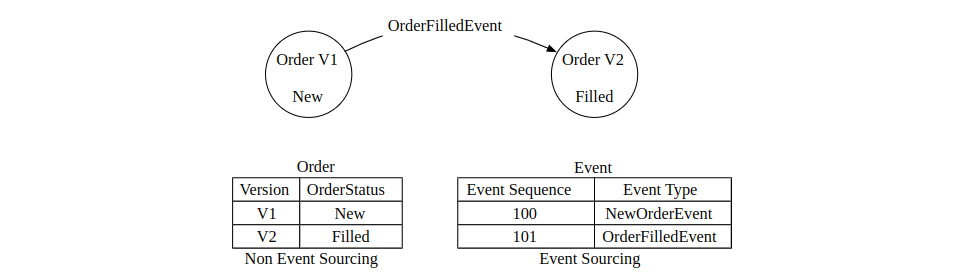 OrderFilledEvent
Order V1
New
Order V2
Filled
Order
Version OrderStatus
V1 New
V2 Filled
Non Event Sourcing
Event
Event Sequence Event Type
100 NewOrderEvent
101 OrderFilledEvent
Event Sourcing